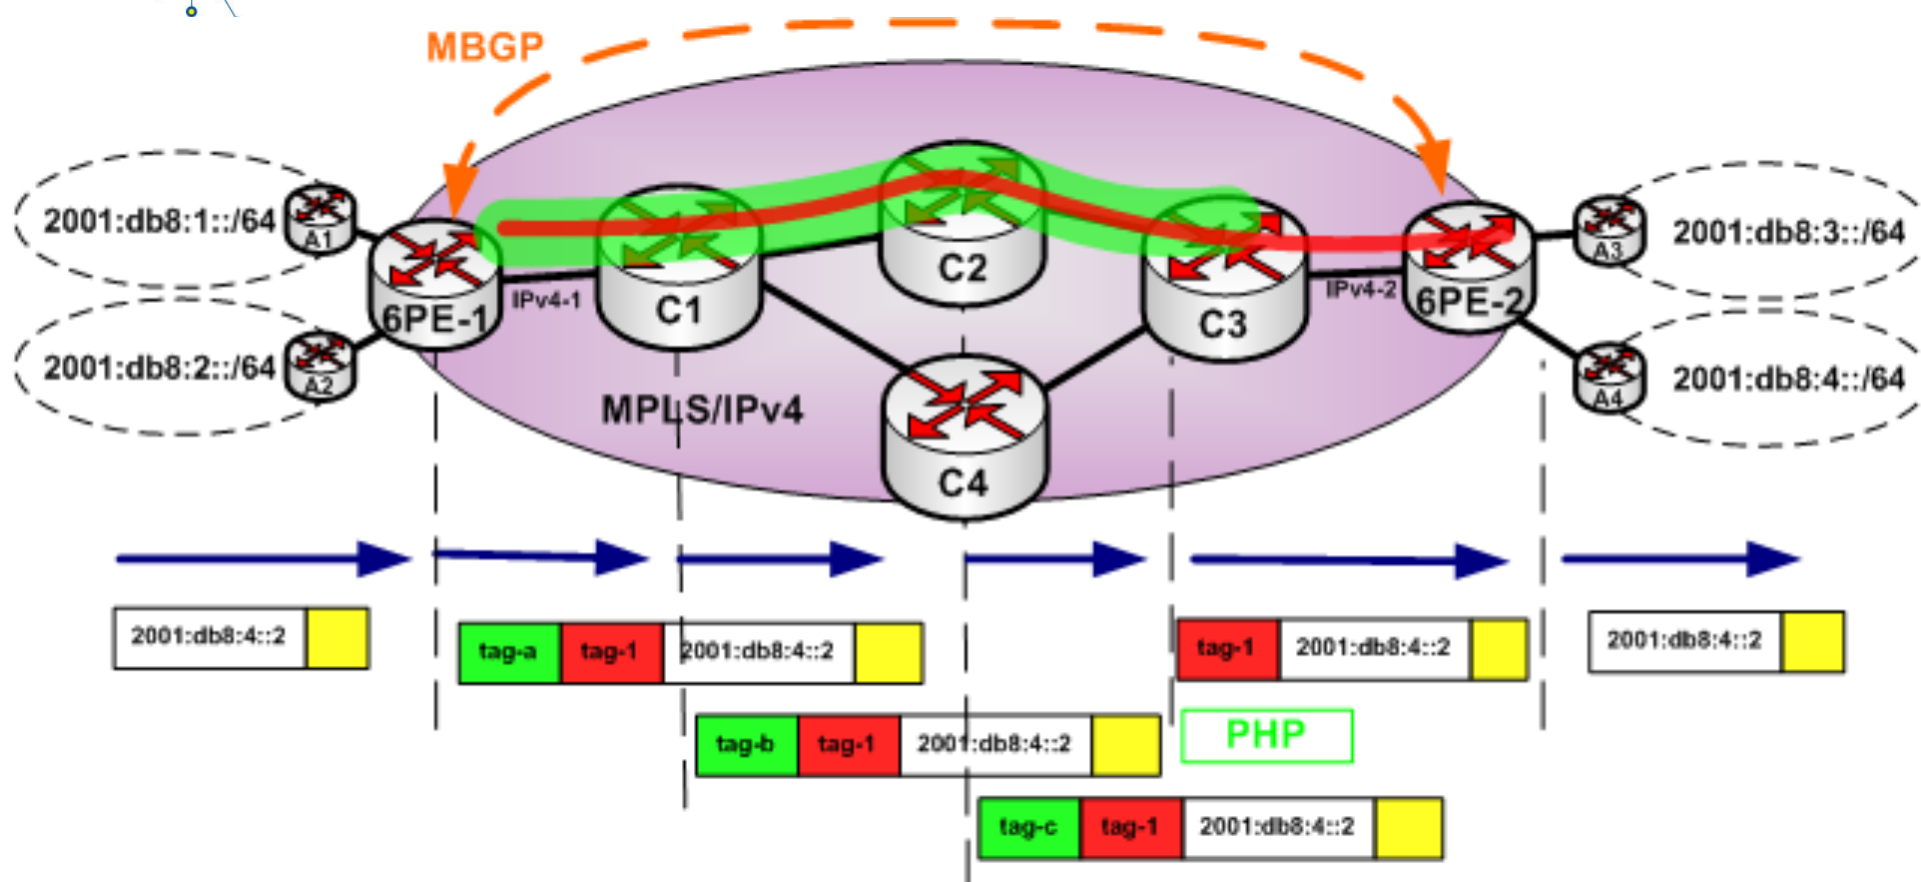 MBGP
2001:db8:1::/64
A1
6PE-1
IPv4-1
C1
C2
C3
IPv4-2
6PE-2
A3
2001:db8:3::/64
2001:db8:2::/64
A2
MPLS/IPv4
C4
A4
2001:db8:4::/64
2001:db8:4::2
tag-a tag-1 2001:db8:4::2
tag-1 2001:db8:4::2
2001:db8:4::2
tag-b tag-1 2001:db8:4::2
PHP
tag-c tag-1 2001:db8:4::2